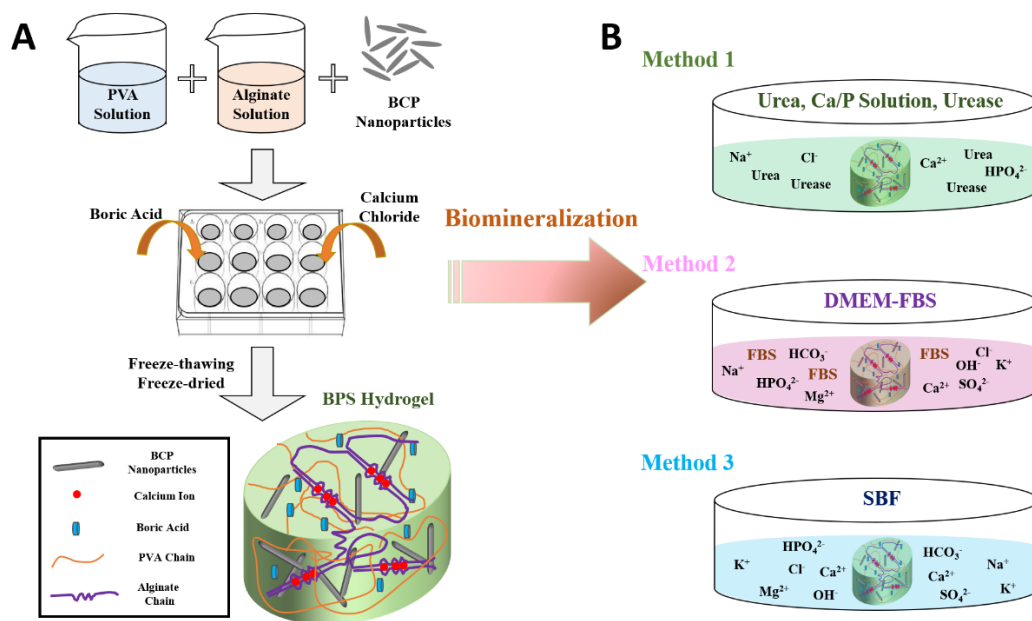 A
PVA
Solution
Alginate
Solution
BCP
Nanoparticles
Boric Acid
Calcium
Chloride
Freeze-thawing
Freeze-dried
BPS Hydrogel
BCP
Nanoparticles
Calcium Ion
Boric Acid
PVA Chain
Alginate
Chain
Biomineralization
B
Method 1
Urea, Ca/P Solution, Urease
Na⁺
Cl⁻
Urea
Urease
Ca²⁺
Urea
HPO₄²⁻
Urease
Method 2
DMEM-FBS
FBS
HCO₃⁻
Na⁺
FBS
HPO₄²⁻
Mg²⁺
FBS
Cl⁻
OH⁻
K⁺
Ca²⁺
SO₄²⁻
Method 3
SBF
HPO₄²⁻
K⁺
Cl⁻
Ca²⁺
Mg²⁺
OH⁻
HCO₃⁻
Na⁺
Ca²⁺
SO₄²⁻
K⁺